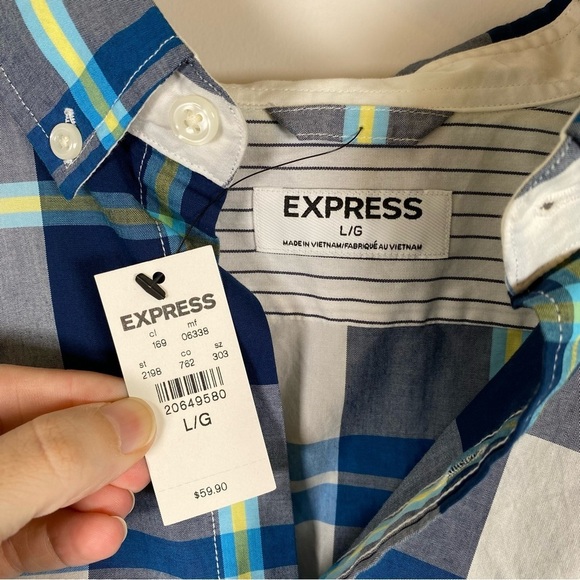 EXPRESS
L/G
MADE IN VIETNAM/FABRIQUÉ AU VIETNAM
EXPRESS
cl mf
169 06338
st co sz
2198 762 303
20649580
L/G
$59.90